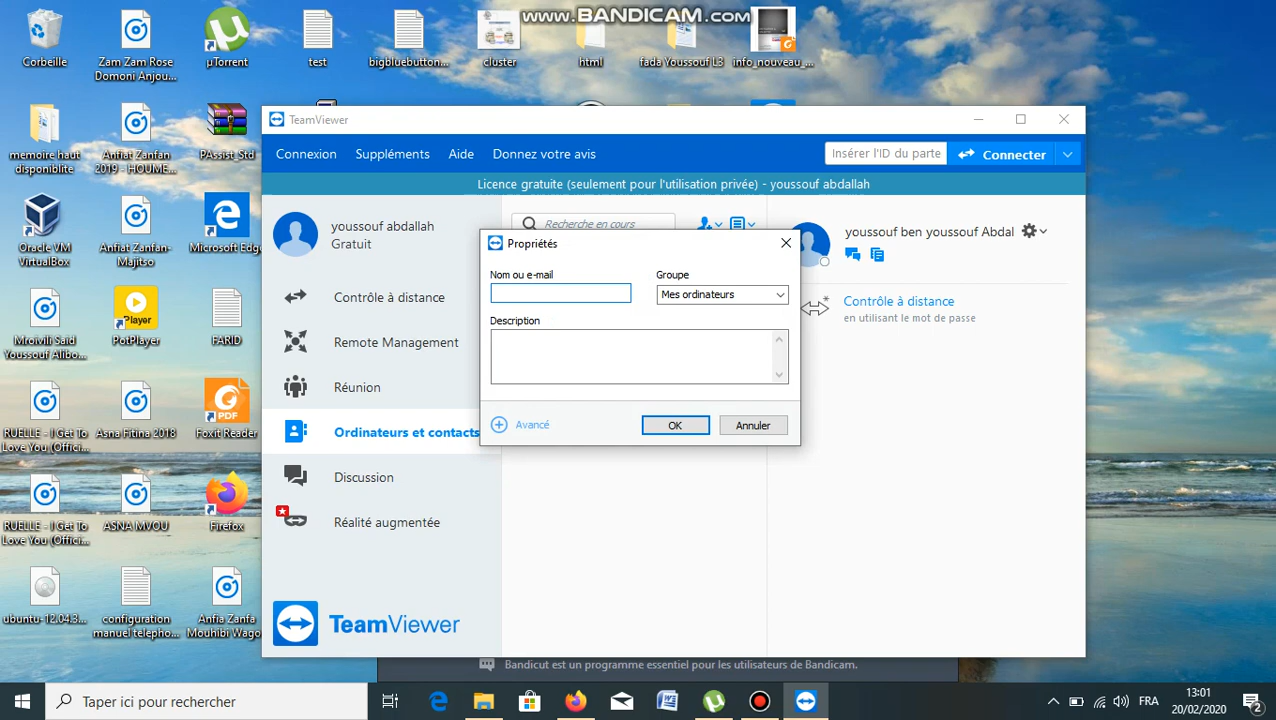 www.BANDICAM.com
Corbeille
Zam Zam Rose
Domoni Anjou...
µTorrent
test
bigbluebutton...
cluster
html
fada Youssouf L3
info_nouveau_...
memoire haut
disponiblite
Anfiat Zanfan
2019 - HOUME...
PAssist_Std
Oracle VM
VirtualBox
Anfiat Zanfan-
Majitso
Microsoft Edge
Mroivili Said
Youssouf Alibo...
Player
PotPlayer
FARID
RUELLE - I Get To
Love You (Offici...
Asna Fitina 2018
PDF
Foxit Reader
RUELLE - I Get To
Love You (Offici...
ASNA MVOU
Firefox
ubuntu-12.04.3...
configuration
manuel telepho...
Anfia Zanfa
Mouhibi Wago
TeamViewer
Connexion
Suppléments
Aide
Donnez votre avis
Insérer l'ID du parte
Connecter
Licence gratuite (seulement pour l'utilisation privée) - youssouf abdallah
youssouf abdallah
Gratuit
Recherche en cours
Contrôle à distance
Remote Management
Réunion
Ordinateurs et contacts
Discussion
Réalité augmentée
TeamViewer
Propriétés
Nom ou e-mail
Groupe
Mes ordinateurs
Description
Avancé
OK
Annuler
youssouf ben youssouf Abdal
Contrôle à distance
en utilisant le mot de passe
Bandicut est un programme essentiel pour les utilisateurs de Bandicam.
Taper ici pour rechercher
FRA
13:01
20/02/2020
2